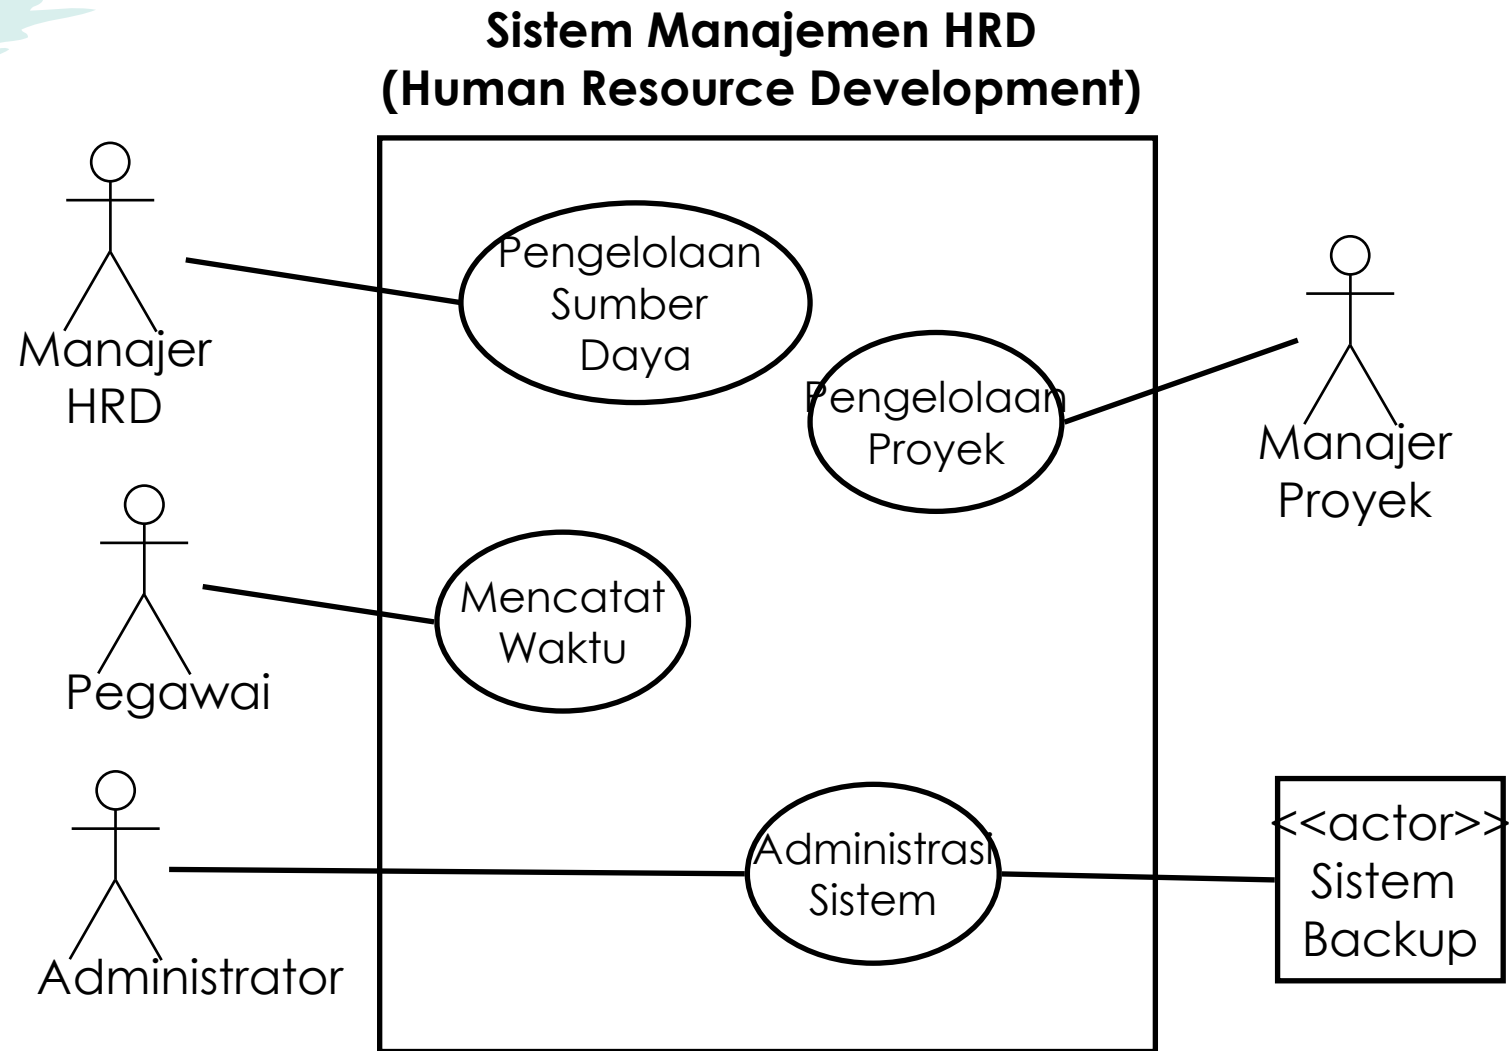 Sistem Manajemen HRD
(Human Resource Development)
Manajer
HRD
Pengelolaan
Sumber
Daya
Pengelolaan
Proyek
Manajer
Proyek
Pegawai
Mencatat
Waktu
Administrator
Administrasi
Sistem
<<actor>>
Sistem
Backup